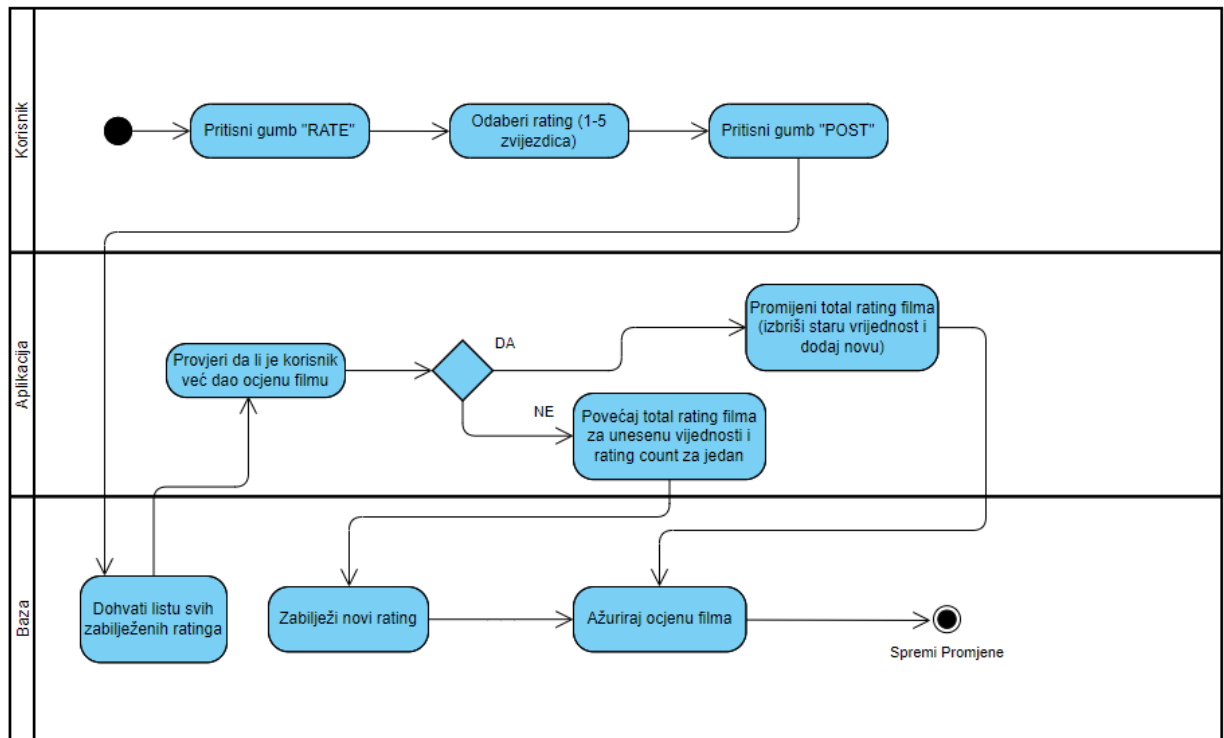 Korisnik
Pritisni gumb "RATE"
Odaberi rating (1-5
zvijezdica)
Pritisni gumb "POST"
Aplikacija
Provjeri da li je korisnik
već dao ocjenu filmu
DA
NE
Promijeni total rating filma
(izbriši staru vrijednost i
dodaj novu)
Povećaj total rating filma
za unesenu vijednosti i
rating count za jedan
Baza
Dohvati listu svih
zabilježenih ratinga
Zabilježi novi rating
Ažuriraj ocjenu filma
Spremi Promjene